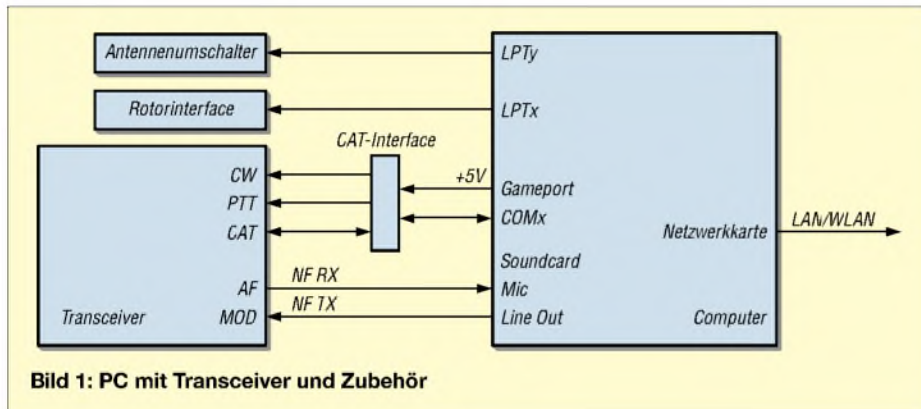 Antennenumschalter
LPTy
Rotorinterface
LPTx
CAT-Interface
CW
+5V
Gameport
PTT
COMx
CAT
Netzwerkkarte
LAN/WLAN
Soundcard
AF
NF RX
Mic
Transceiver
MOD
NF TX
Line Out
Computer
Bild 1: PC mit Transceiver und Zubehör